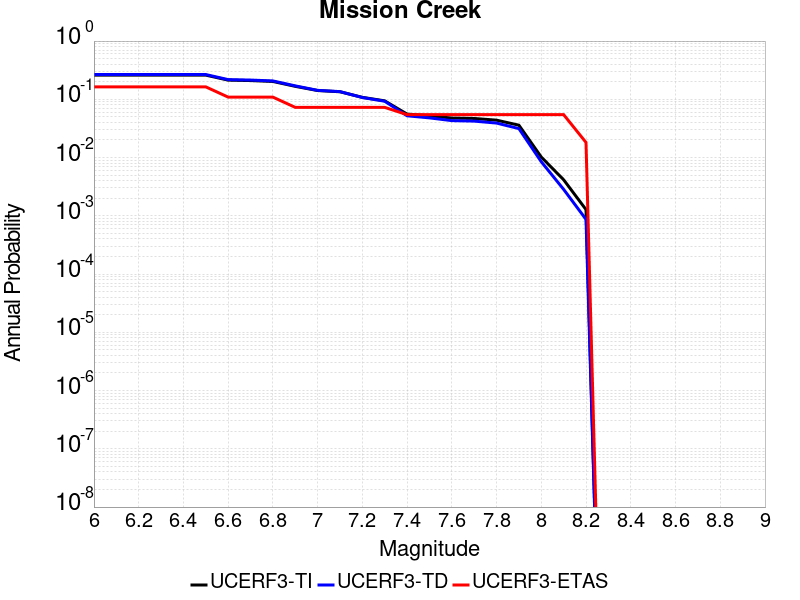 Mission Creek
Annual Probability
10^0
10^-1
10^-2
10^-3
10^-4
10^-5
10^-6
10^-7
10^-8
6 6.2 6.4 6.6 6.8 7 7.2 7.4 7.6 7.8 8 8.2 8.4 8.6 8.8 9
Magnitude
UCERF3-TI UCERF3-TD UCERF3-ETAS